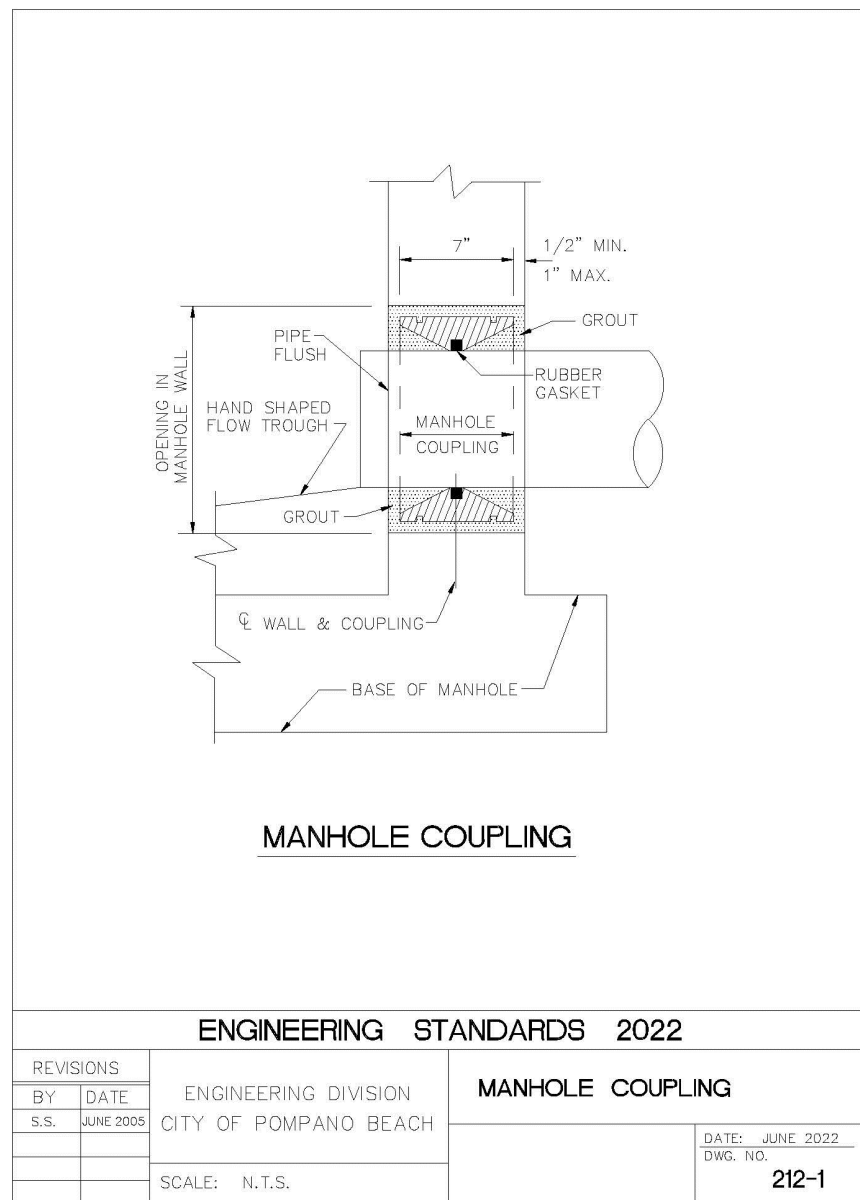 7"
1/2" MIN.
1" MAX.
GROUT
PIPE
FLUSH
RUBBER
GASKET
OPENING IN
MANHOLE WALL
HAND SHAPED
FLOW TROUGH
MANHOLE
COUPLING
GROUT
℄ WALL & COUPLING
BASE OF MANHOLE
MANHOLE COUPLING
ENGINEERING STANDARDS 2022
REVISIONS
BY DATE
S.S. JUNE 2005
ENGINEERING DIVISION
CITY OF POMPANO BEACH
SCALE: N.T.S.
MANHOLE COUPLING
DATE: JUNE 2022
DWG. NO.
212-1